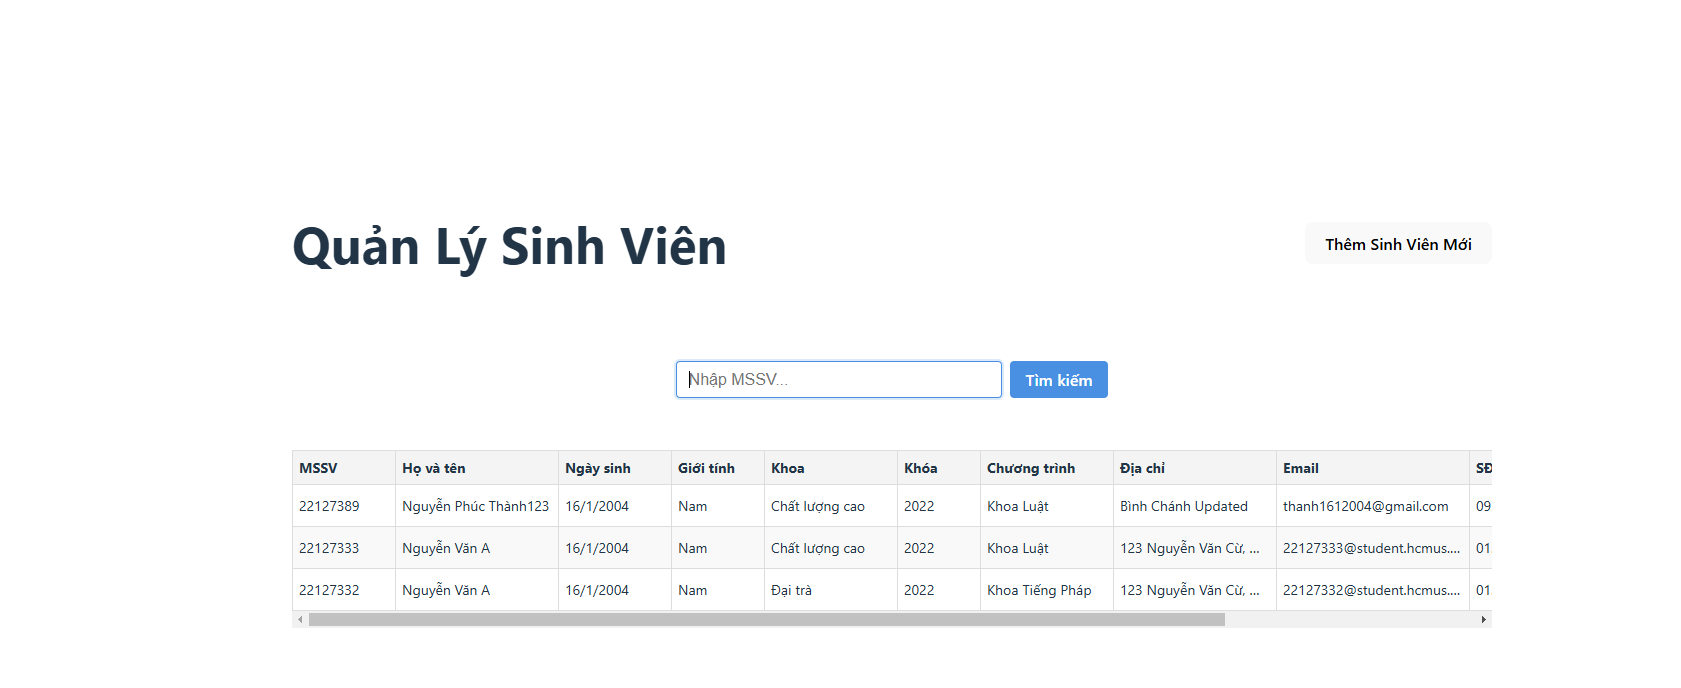 Quản Lý Sinh Viên
Thêm Sinh Viên Mới
Nhập MSSV...
Tìm kiếm
MSSV Họ và tên Ngày sinh Giới tính Khoa Khóa Chương trình Địa chỉ Email SĐ
22127389 Nguyễn Phúc Thành123 16/1/2004 Nam Chất lượng cao 2022 Khoa Luật Bình Chánh Updated thanh1612004@gmail.com 09
22127333 Nguyễn Văn A 16/1/2004 Nam Chất lượng cao 2022 Khoa Luật 123 Nguyễn Văn Cừ, ... 22127333@student.hcmus.... 01
22127332 Nguyễn Văn A 16/1/2004 Nam Đại trà 2022 Khoa Tiếng Pháp 123 Nguyễn Văn Cừ, ... 22127332@student.hcmus.... 01